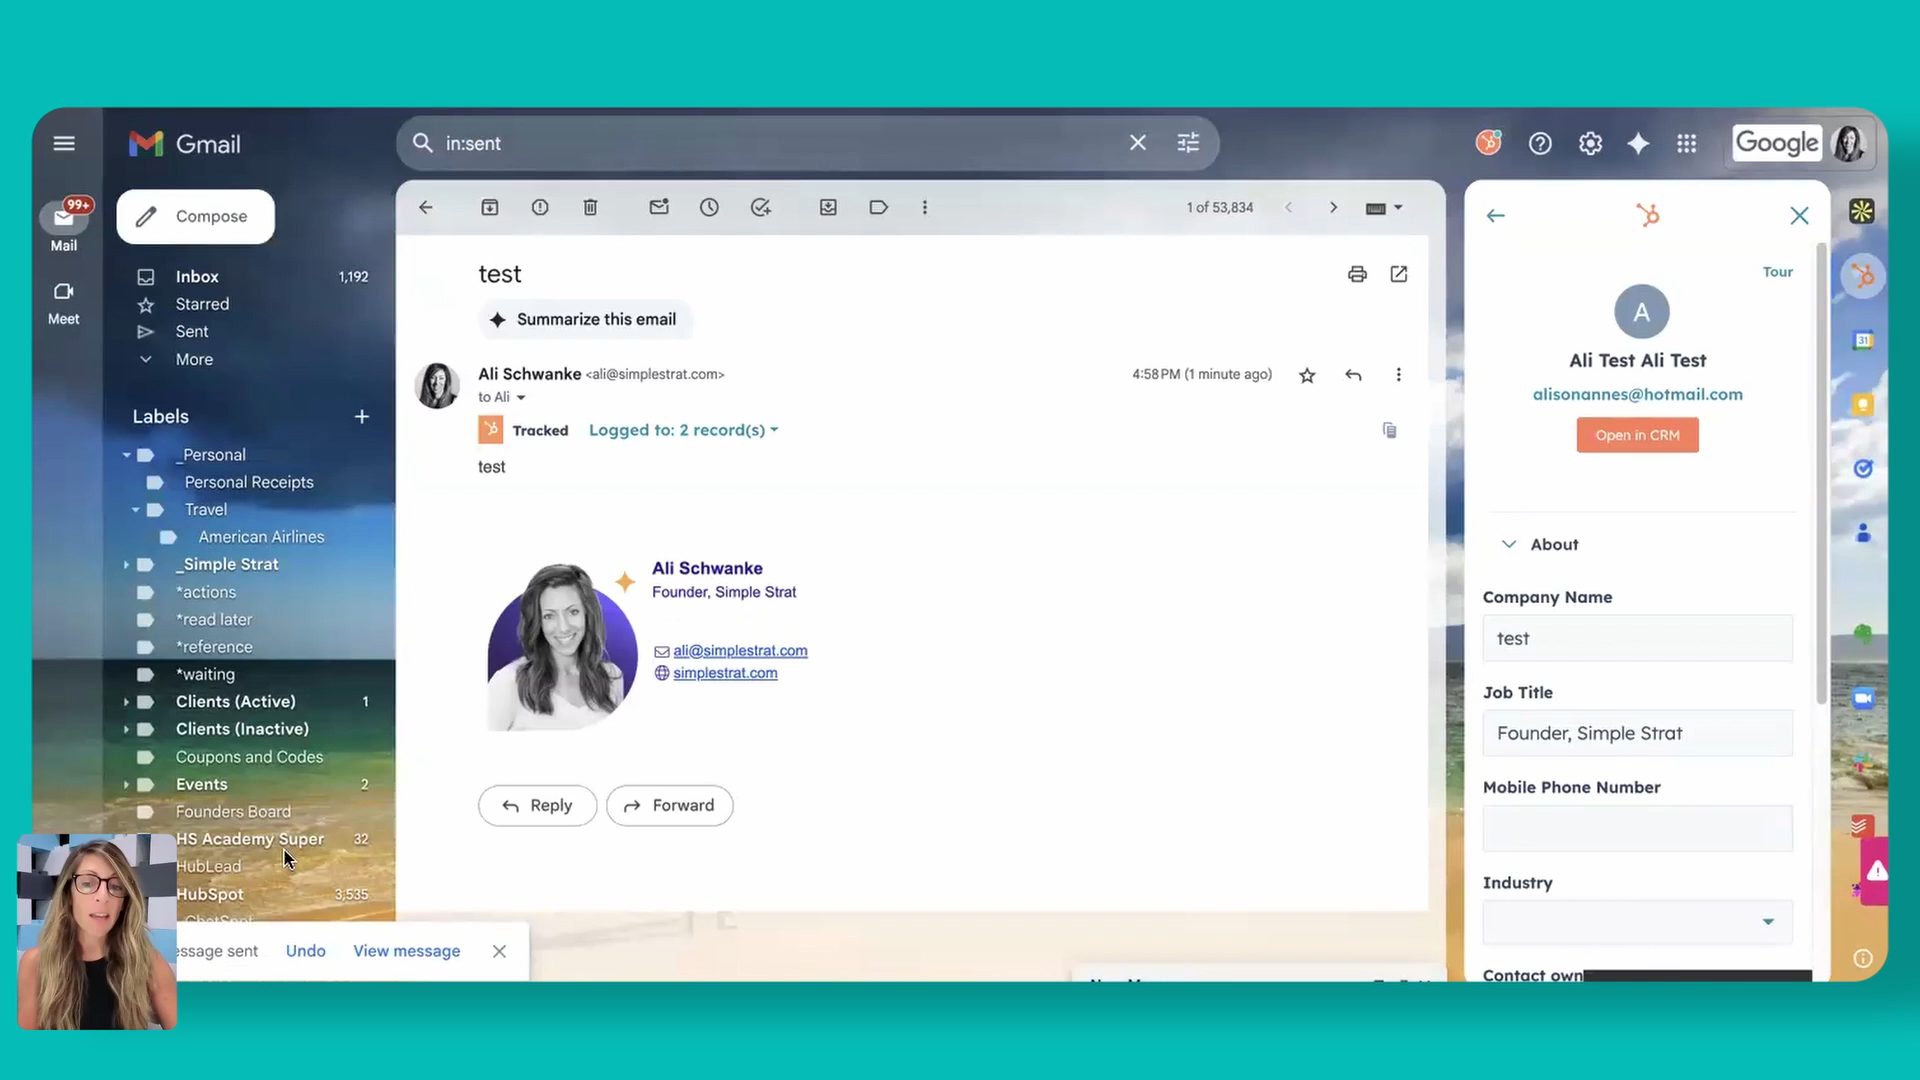 Gmail
in:sent
Google
99+
Mail
Meet
Compose
Inbox 1,192
Starred
Sent
More
Labels
_Personal
Personal Receipts
Travel
American Airlines
_Simple Strat
*actions
*read later
*reference
*waiting
Clients (Active) 1
Clients (Inactive)
Coupons and Codes
Events 2
Founders Board
HS Academy Super 32
HubLead
HubSpot 3,535
ChatSpot
essage sent Undo View message
1 of 53,834
test
Summarize this email
Ali Schwanke <ali@simplestrat.com> 4:58 PM (1 minute ago)
to Ali
Tracked Logged to: 2 record(s)
test
Ali Schwanke
Founder, Simple Strat
ali@simplestrat.com
simplestrat.com
Reply Forward
Tour
A
Ali Test Ali Test
alisonannes@hotmail.com
Open in CRM
About
Company Name
test
Job Title
Founder, Simple Strat
Mobile Phone Number
Industry
Contact own
31